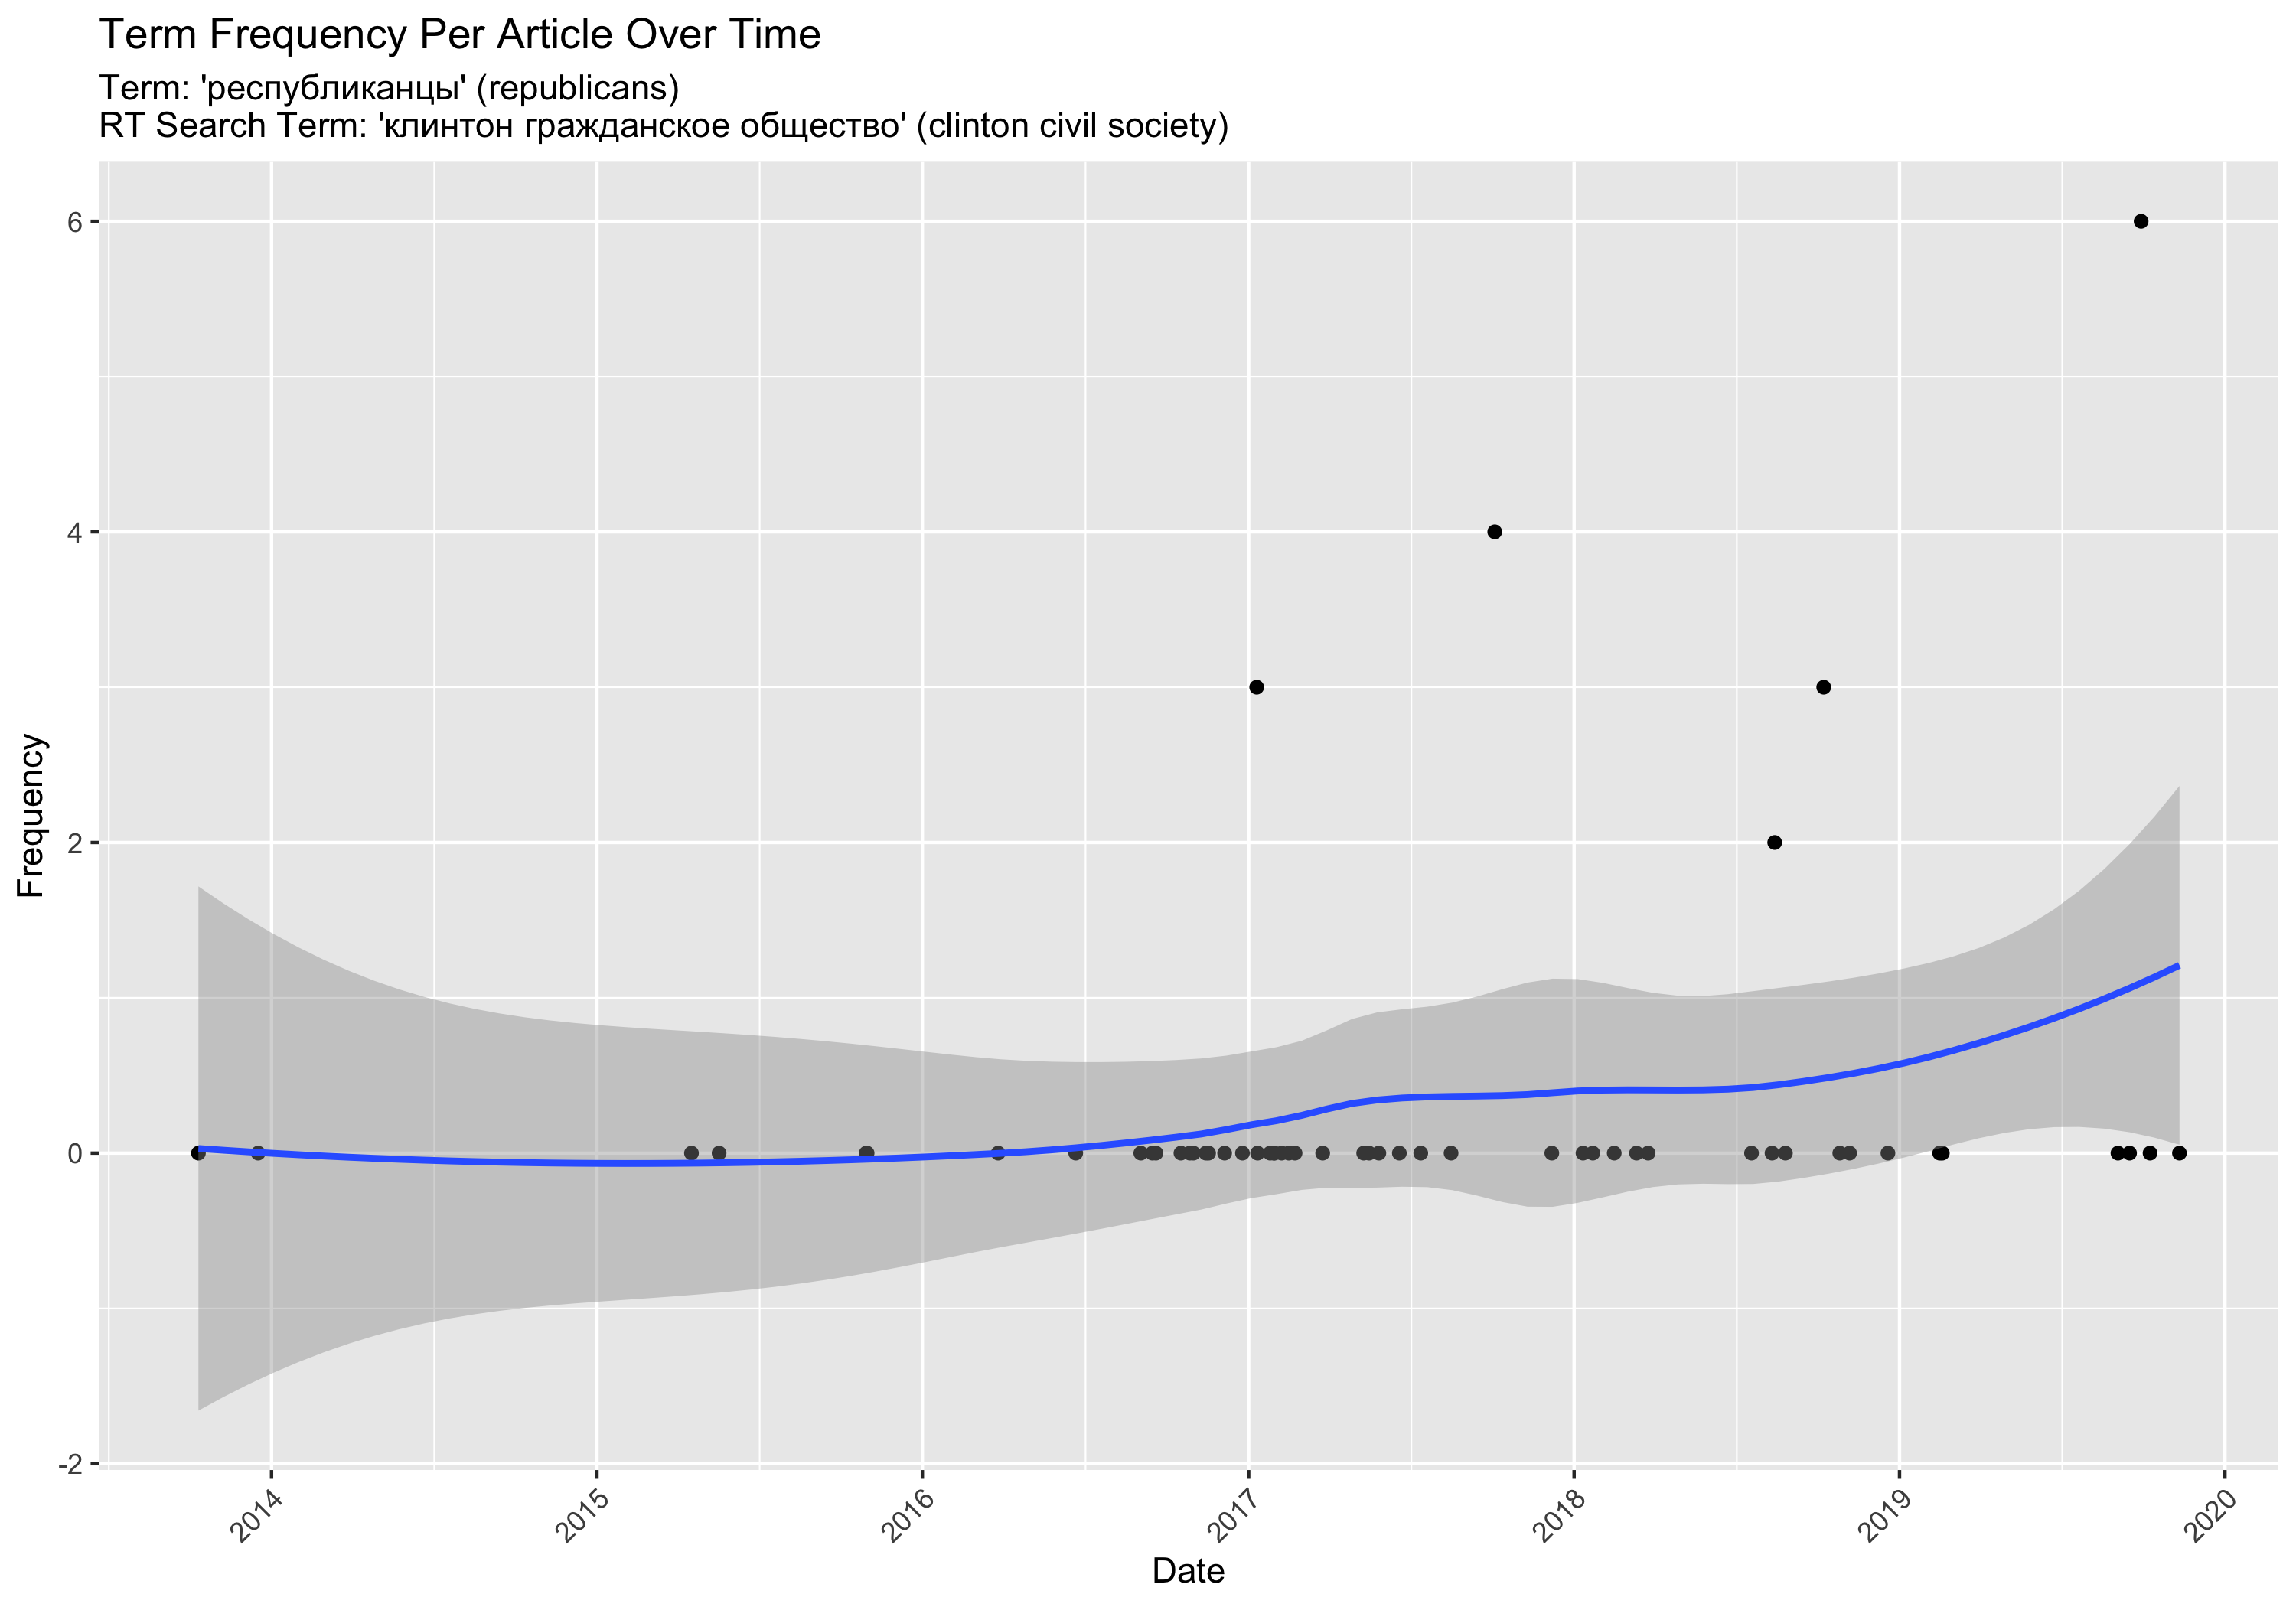 Term Frequency Per Article Over Time
Term: 'республиканцы' (republicans)
RT Search Term: 'клинтон гражданское общество' (clinton civil society)
6
4
2
0
-2
Frequency
2014
2015
2016
2017
2018
2019
2020
Date